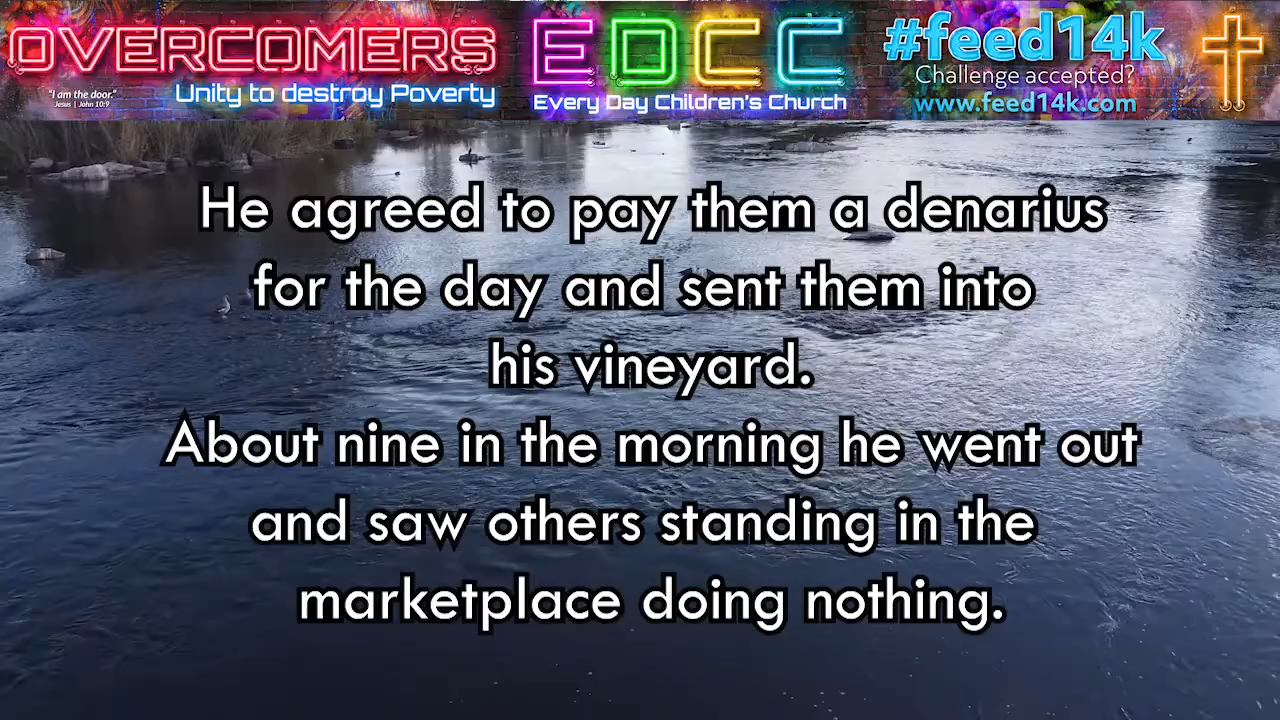 OVERCOMERS
"I am the door."
Jesus | John 10:9
Unity to destroy Poverty
EDCC
Every Day Children's Church
#feed14k
Challenge accepted?
www.feed14k.com
He agreed to pay them a denarius
for the day and sent them into
his vineyard.
About nine in the morning he went out
and saw others standing in the
marketplace doing nothing.